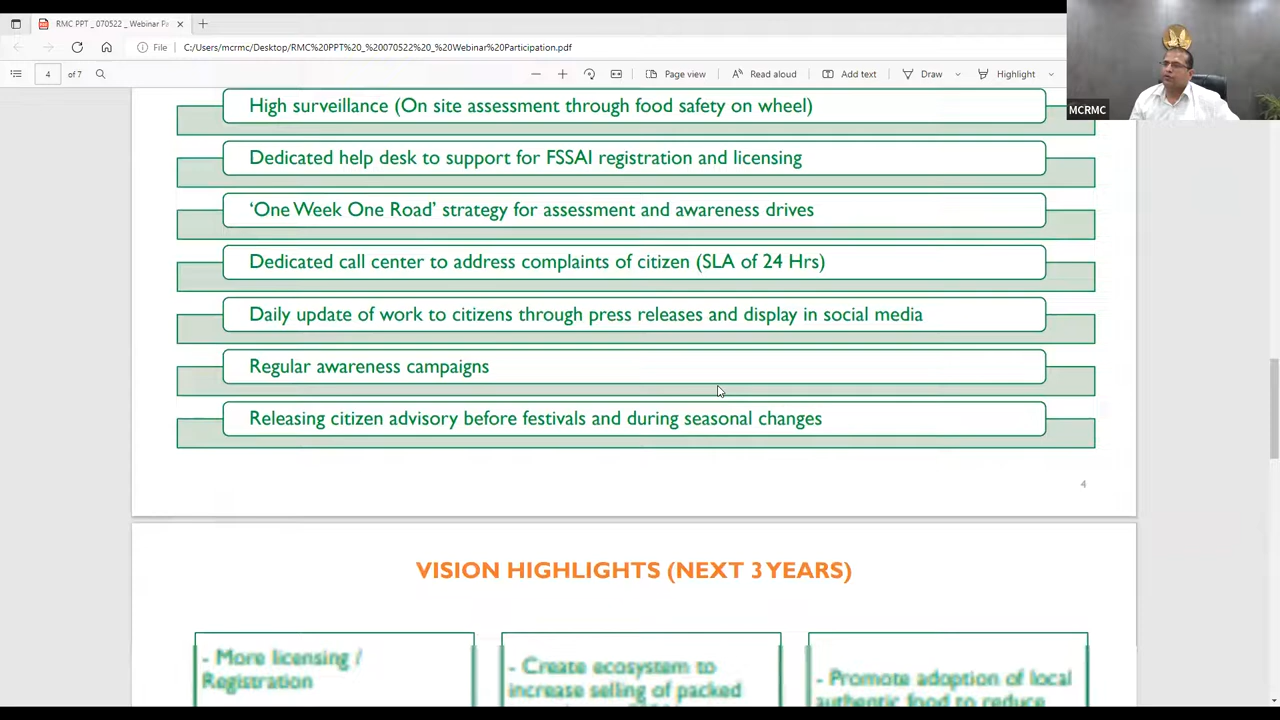 RMC PPT _ 070522 _ Webinar Pa
File
C:/Users/mcrmc/Desktop/RMC%20PPT%20_%20070522%20_%20Webinar%20Participation.pdf
4 of 7
Page view
Read aloud
Add text
Draw
Highlight
MCRMC
High surveillance (On site assessment through food safety on wheel)
Dedicated help desk to support for FSSAI registration and licensing
‘One Week One Road’ strategy for assessment and awareness drives
Dedicated call center to address complaints of citizen (SLA of 24 Hrs)
Daily update of work to citizens through press releases and display in social media
Regular awareness campaigns
Releasing citizen advisory before festivals and during seasonal changes
4
VISION HIGHLIGHTS (NEXT 3 YEARS)
- More licensing /
Registration
- Create ecosystem to
increase selling of packed
- Promote adoption of local
authentic food to reduce